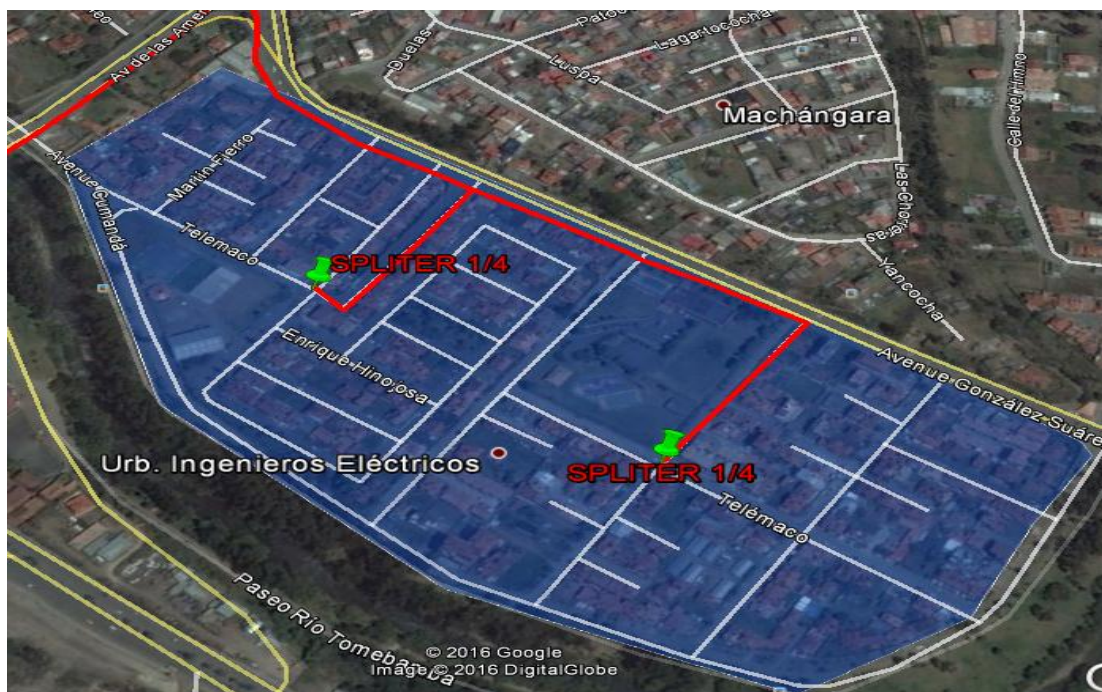 Av de las Amér
Duelas
Luspa
Lagartococha
Machángara
Calle del Himno
Las Chorreras
Yancocha
Martín Fierro
Avenue Cumandá
Telemaco
SPLITER 1/4
Enrique Hinojosa
Avenue González Suáre
Urb. Ingenieros Eléctricos
SPLITER 1/4
Telémaco
Paseo Río Tomebamba
© 2016 Google
Image © 2016 DigitalGlobe